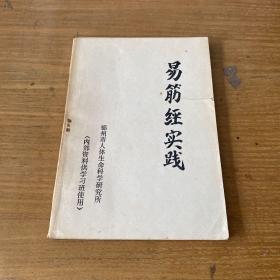 易筋经实践
郑州市人体生命科学研究所
（内部资料供学习班使用）